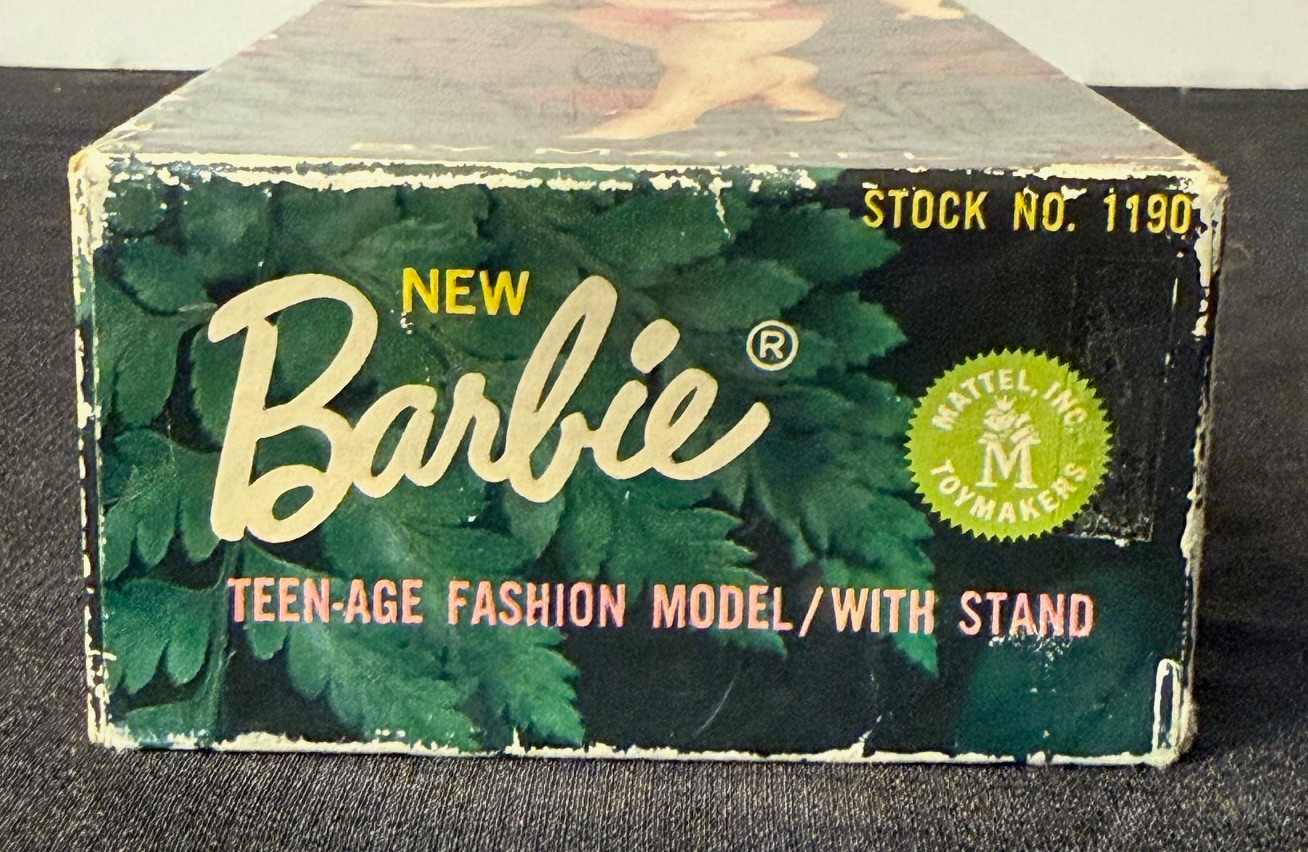 STOCK NO. 1190
NEW
Barbie®
MATTEL, INC.
M
TOYMAKERS
TEEN-AGE FASHION MODEL/WITH STAND